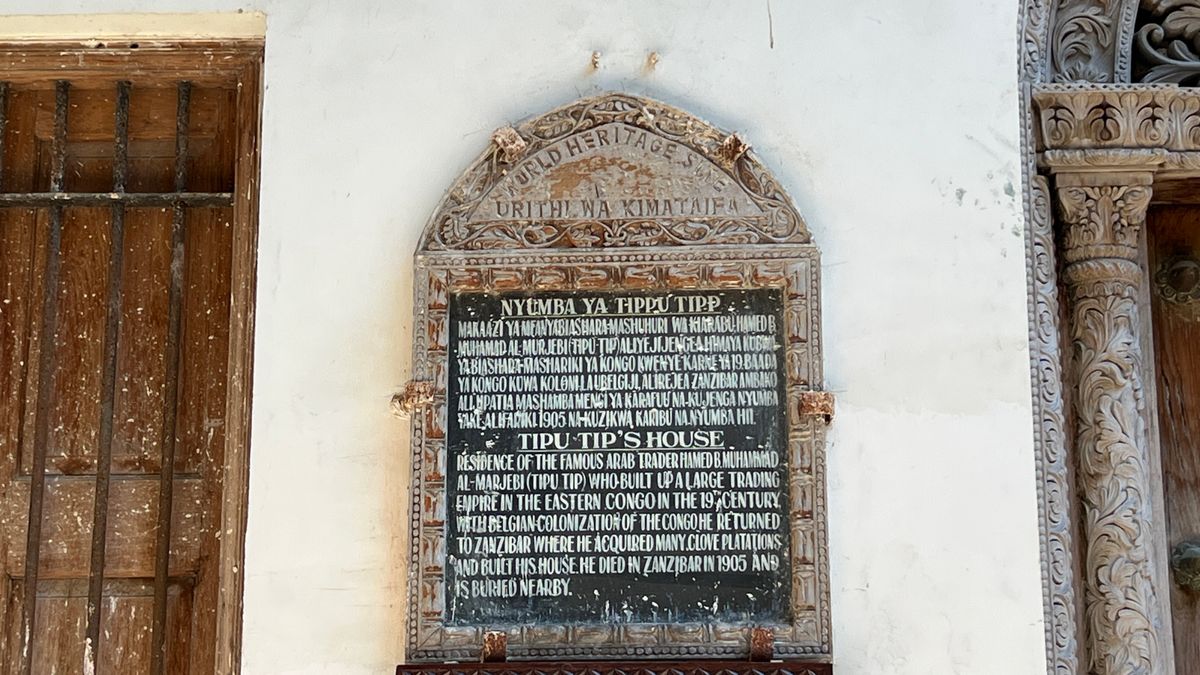 WORLD HERITAGE SITE
URITHI WA KIMATAIFA
NYUMBA YA TIPPU TIPP
MAKAAZI YA MFANYABIASHARA MASHUHURI WA KIARABU HAMED B.
MUHAMAD AL-MURJEBI (TIPU TIP) ALIYEJIJENGEA HIMAYA KUBWA
YA BIASHARA MASHARIKI YA KONGO KWENYE KARNE YA 19. BAADA
YA KONGO KUWA KOLONI LA UBELGIJI, ALIREJEA ZANZIBAR AMBAKO
ALIJIPATIA MASHAMBA MENGI YA KARAFUU NA KUJENGA NYUMBA
YAKE. ALIFARIKI 1905 NA KUZIKWA KARIBU NA NYUMBA HII.
TIPU TIP'S HOUSE
RESIDENCE OF THE FAMOUS ARAB TRADER HAMED B. MUHAMMAD
AL-MARJEBI (TIPU TIP) WHO BUILT UP A LARGE TRADING
EMPIRE IN THE EASTERN CONGO IN THE 19TH CENTURY.
WITH BELGIAN COLONIZATION OF THE CONGO, HE RETURNED
TO ZANZIBAR WHERE HE ACQUIRED MANY CLOVE PLATATIONS
AND BUILT HIS HOUSE. HE DIED IN ZANZIBAR IN 1905 AND
IS BURIED NEARBY.